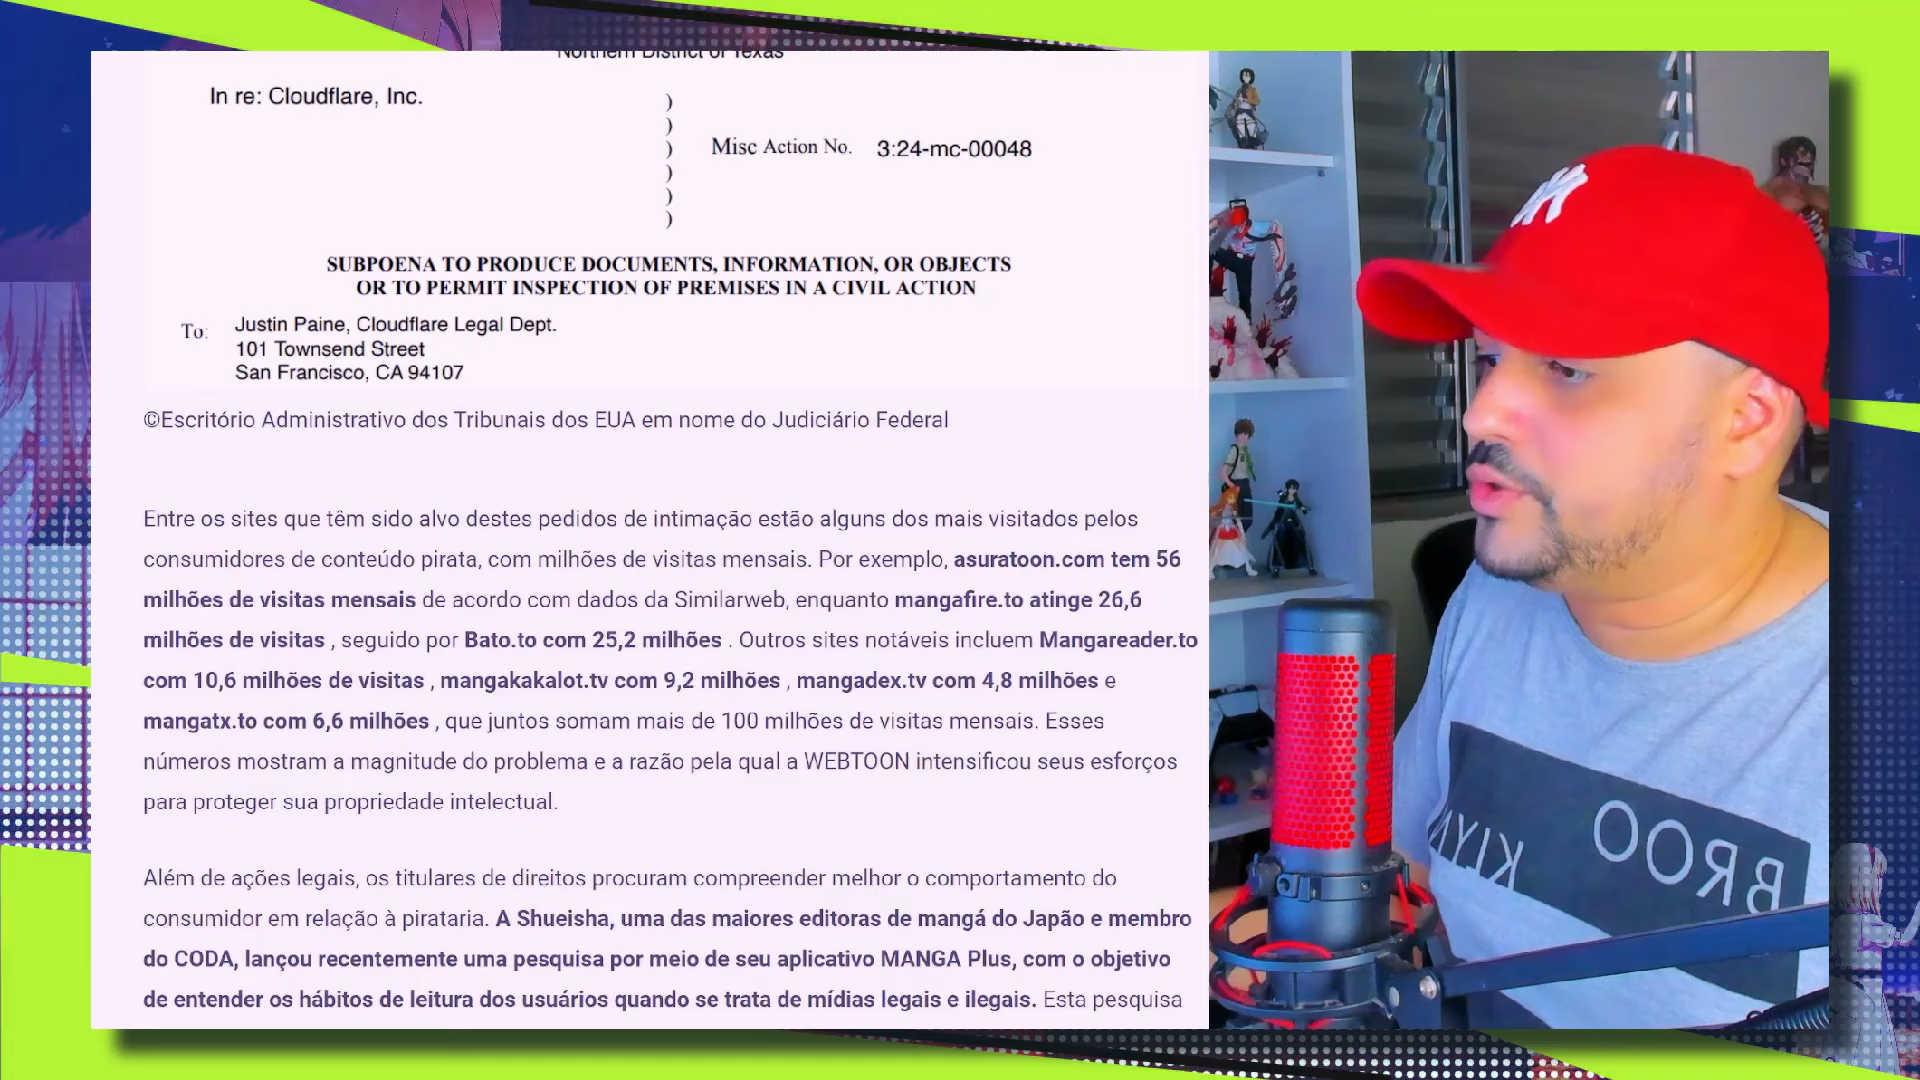 Northern District of Texas
In re: Cloudflare, Inc.
)
)
)
)
)
)
Misc Action No. 3:24-mc-00048
SUBPOENA TO PRODUCE DOCUMENTS, INFORMATION, OR OBJECTS
OR TO PERMIT INSPECTION OF PREMISES IN A CIVIL ACTION
To: Justin Paine, Cloudflare Legal Dept.
101 Townsend Street
San Francisco, CA 94107
©Escritório Administrativo dos Tribunais dos EUA em nome do Judiciário Federal
Entre os sites que têm sido alvo destes pedidos de intimação estão alguns dos mais visitados pelos
consumidores de conteúdo pirata, com milhões de visitas mensais. Por exemplo, asuratoon.com tem 56
milhões de visitas mensais de acordo com dados da Similarweb, enquanto mangafire.to atinge 26,6
milhões de visitas , seguido por Bato.to com 25,2 milhões . Outros sites notáveis incluem Mangareader.to
com 10,6 milhões de visitas , mangakakalot.tv com 9,2 milhões , mangadex.tv com 4,8 milhões e
mangatx.to com 6,6 milhões , que juntos somam mais de 100 milhões de visitas mensais. Esses
números mostram a magnitude do problema e a razão pela qual a WEBTOON intensificou seus esforços
para proteger sua propriedade intelectual.
Além de ações legais, os titulares de direitos procuram compreender melhor o comportamento do
consumidor em relação à pirataria. A Shueisha, uma das maiores editoras de mangá do Japão e membro
do CODA, lançou recentemente uma pesquisa por meio de seu aplicativo MANGA Plus, com o objetivo
de entender os hábitos de leitura dos usuários quando se trata de mídias legais e ilegais. Esta pesquisa
BROO